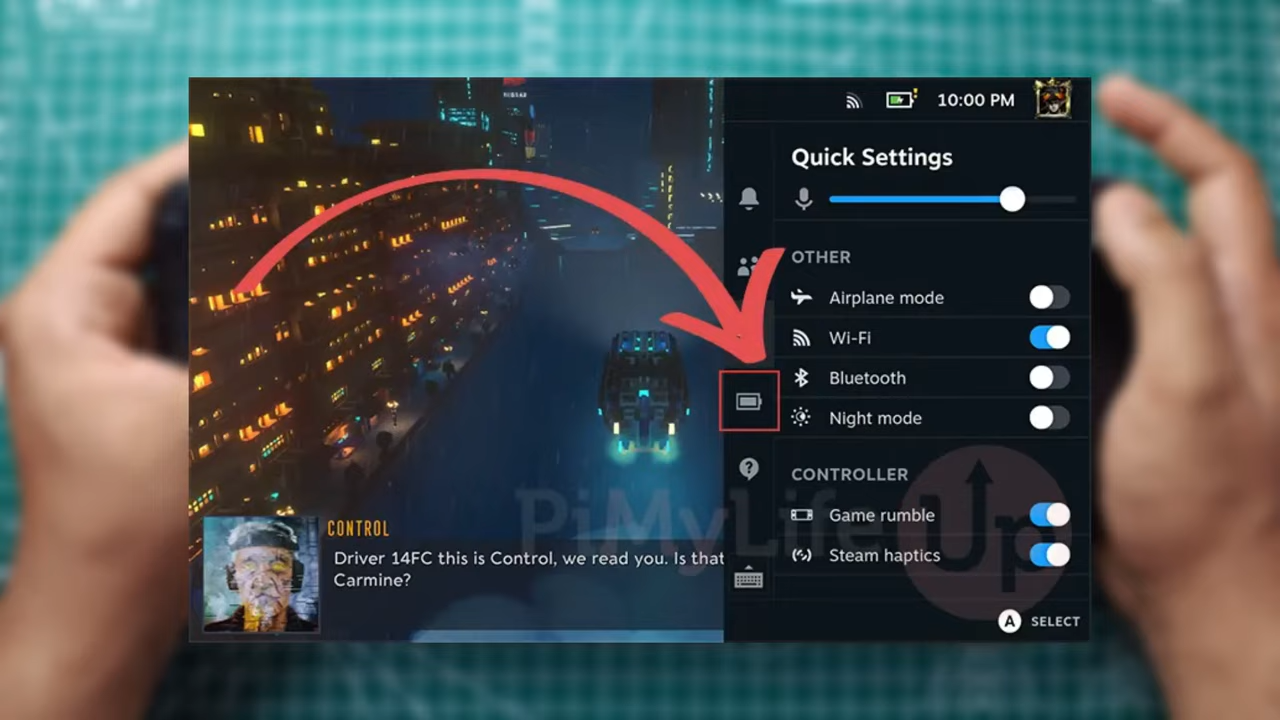 10:00 PM
Quick Settings
OTHER
Airplane mode
Wi-Fi
Bluetooth
Night mode
CONTROLLER
Game rumble
Steam haptics
A SELECT
CONTROL
Driver 14FC this is Control, we read you. Is that
Carmine?
PiMyLifeUp